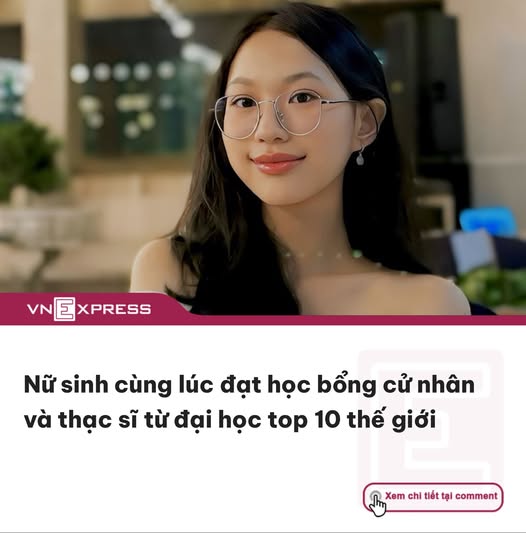 VNEXPRESS
Nữ sinh cùng lúc đạt học bổng cử nhân
và thạc sĩ từ đại học top 10 thế giới
Xem chi tiết tại comment